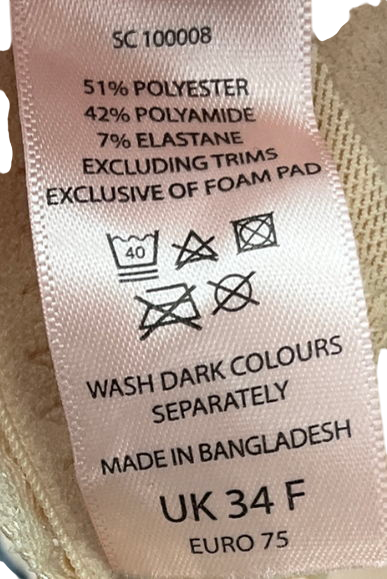 SC 100008
51% POLYESTER
42% POLYAMIDE
7% ELASTANE
EXCLUDING TRIMS
EXCLUSIVE OF FOAM PAD
40
WASH DARK COLOURS
SEPARATELY
MADE IN BANGLADESH
UK 34 F
EURO 75